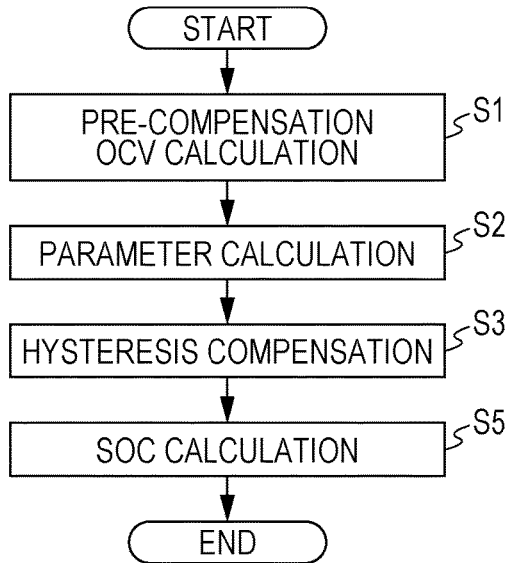 START
PRE-COMPENSATION
OCV CALCULATION
S1
PARAMETER CALCULATION
S2
HYSTERESIS COMPENSATION
S3
SOC CALCULATION
S5
END